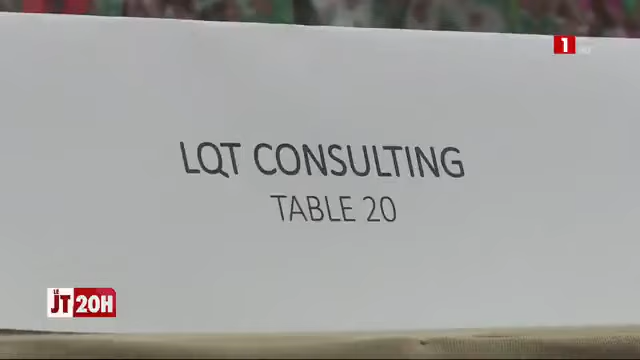 1
LQT CONSULTING
TABLE 20
LE
JT 20H